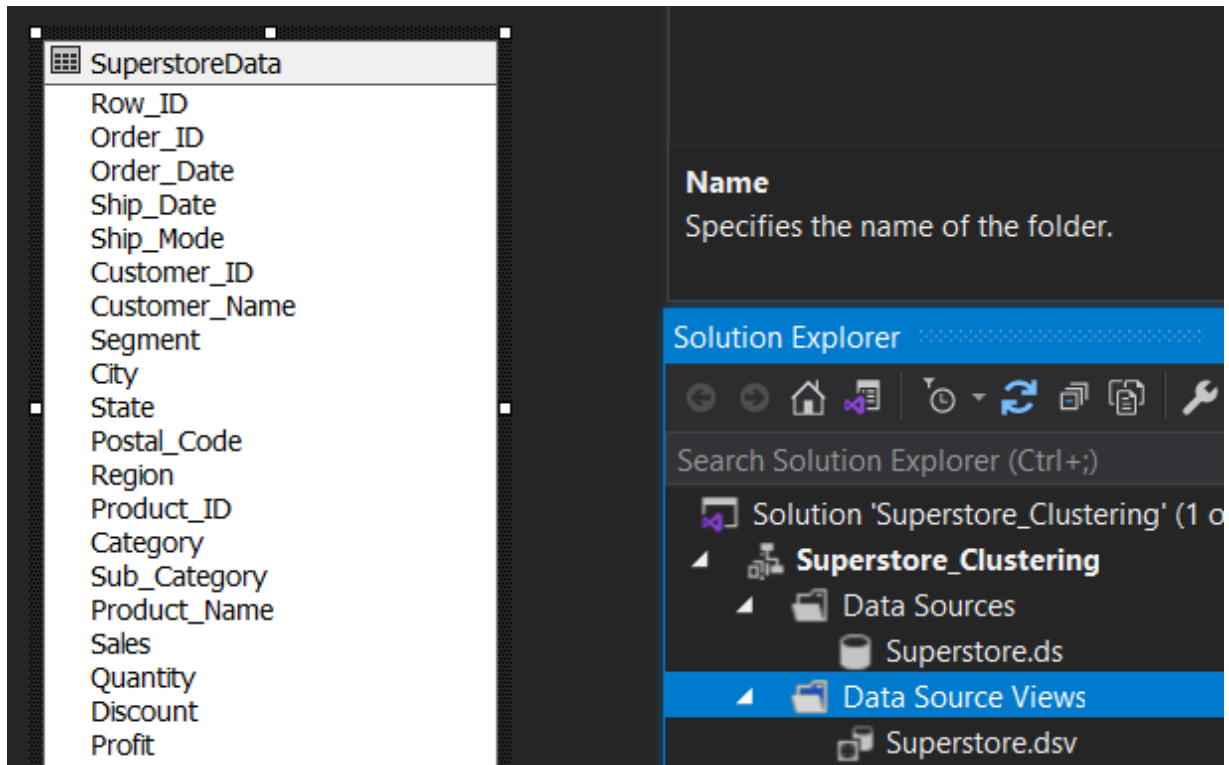 SuperstoreData
Row_ID
Order_ID
Order_Date
Ship_Date
Ship_Mode
Customer_ID
Customer_Name
Segment
City
State
Postal_Code
Region
Product_ID
Category
Sub_Category
Product_Name
Sales
Quantity
Discount
Profit
Name
Specifies the name of the folder.
Solution Explorer
Search Solution Explorer (Ctrl+;)
Solution 'Superstore_Clustering' (1 o
Superstore_Clustering
Data Sources
Superstore.ds
Data Source Views
Superstore.dsv